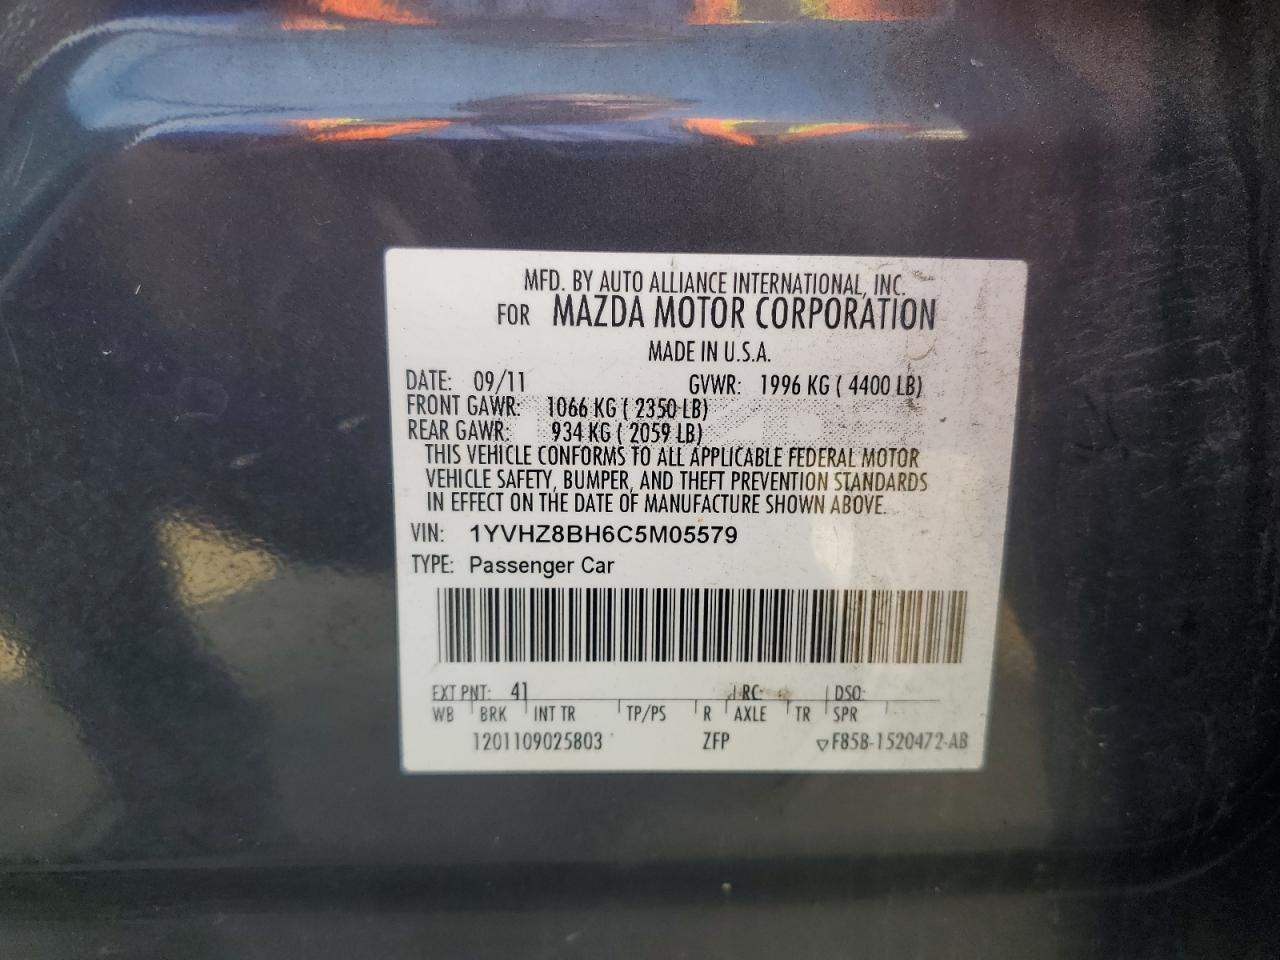 MFD. BY AUTO ALLIANCE INTERNATIONAL, INC.
FOR MAZDA MOTOR CORPORATION
MADE IN U.S.A.
DATE: 09/11 GVWR: 1996 KG ( 4400 LB)
FRONT GAWR: 1066 KG ( 2350 LB)
REAR GAWR: 934 KG ( 2059 LB)
THIS VEHICLE CONFORMS TO ALL APPLICABLE FEDERAL MOTOR
VEHICLE SAFETY, BUMPER, AND THEFT PREVENTION STANDARDS
IN EFFECT ON THE DATE OF MANUFACTURE SHOWN ABOVE.
VIN: 1YVHZ8BH6C5M05579
TYPE: Passenger Car
EXT PNT: 41 RC: DSO:
WB BRK INT TR TP/PS R AXLE TR SPR
1201109025803 ZFP ▽F85B-1520472-AB